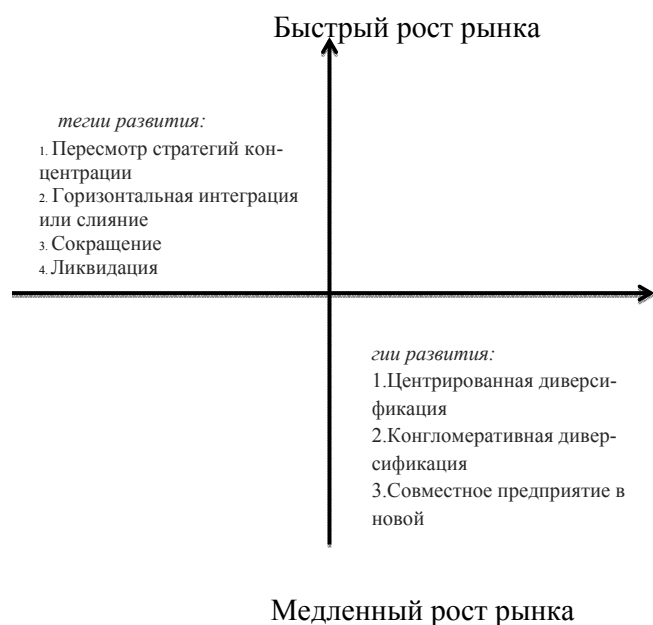 Быстрый рост рынка
тегии развития:
1. Пересмотр стратегий кон-
центрации
2. Горизонтальная интеграция
или слияние
3. Сокращение
4. Ликвидация
гии развития:
1.Центрированная диверси-
фикация
2.Конгломеративная дивер-
сификация
3.Совместное предприятие в
новой
Медленный рост рынка